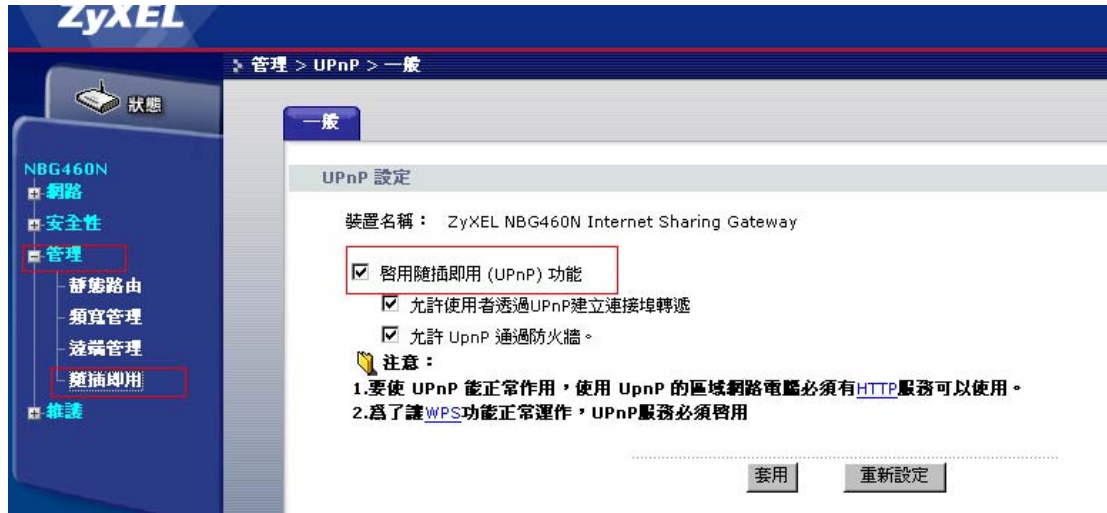 ZyXEL
管理 > UPnP > 一般
狀態
一般
NBG460N
網路
安全性
管理
靜態路由
頻寬管理
遠端管理
隨插即用
維護
UPnP 設定
裝置名稱： ZyXEL NBG460N Internet Sharing Gateway
啓用隨插即用 (UPnP) 功能
允許使用者透過UPnP建立連接埠轉遞
允許 UpnP 通過防火牆。
注意：
1.要使 UPnP 能正常作用，使用 UpnP 的區域網路電腦必須有HTTP服務可以使用。
2.爲了讓WPS功能正常運作，UPnP服務必須啓用
套用 重新設定